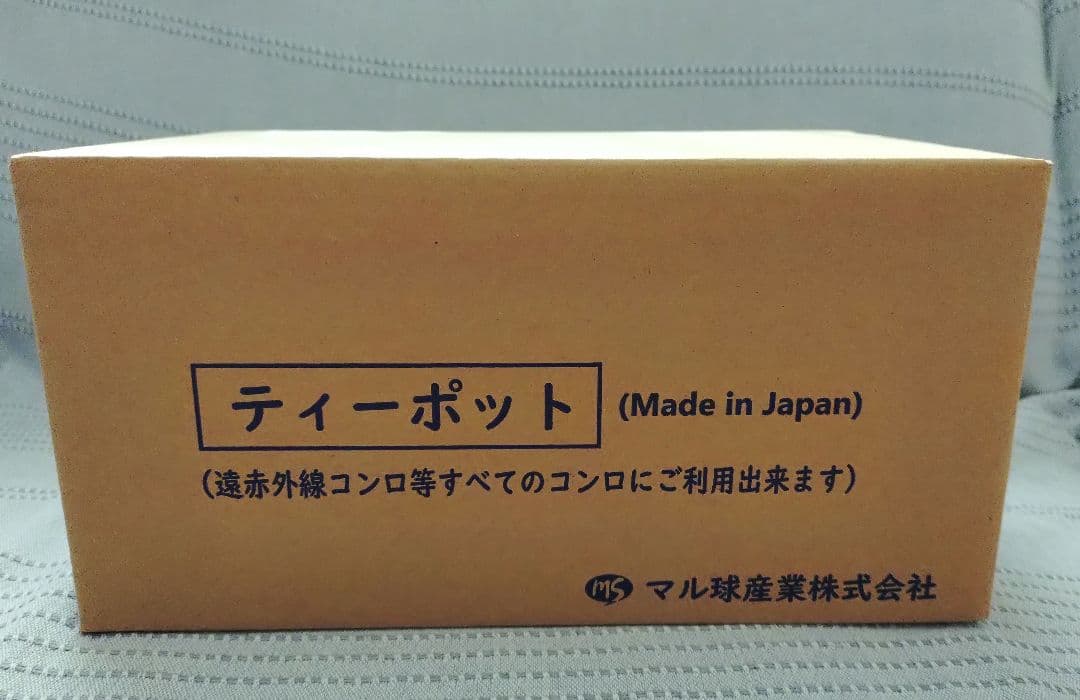 ティーポット (Made in Japan)
（遠赤外線コンロ等すべてのコンロにご利用出来ます）
MS マル球産業株式会社